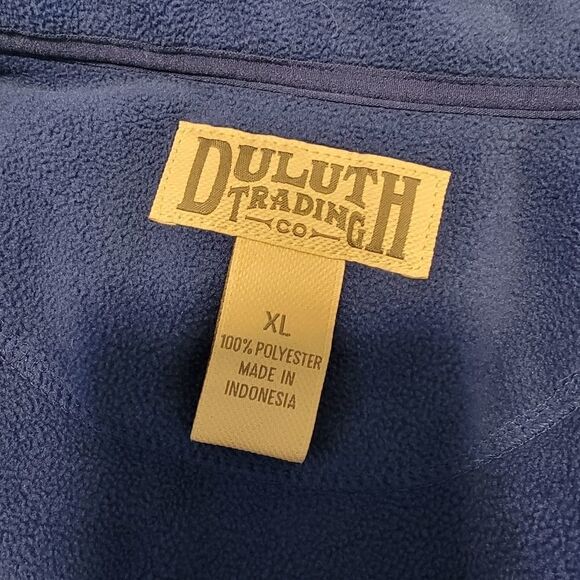 DULUTH
TRADING
CO
XL
100% POLYESTER
MADE IN
INDONESIA